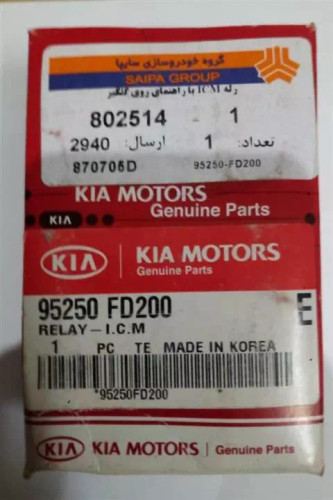 گروه خودروسازی سایپا
SAIPA GROUP
رله ICM با راهنمای روی گلگیر
802514 - 1
تعداد: 1 ارسال: 2940
870705D 95250-FD200
KIA MOTORS
Genuine Parts
KIA
KIA KIA MOTORS
Genuine Parts
95250 FD200 E
RELAY-I.C.M
1 PC TE MADE IN KOREA
*95250FD200
KIA KIA MOTORS Genuine Parts